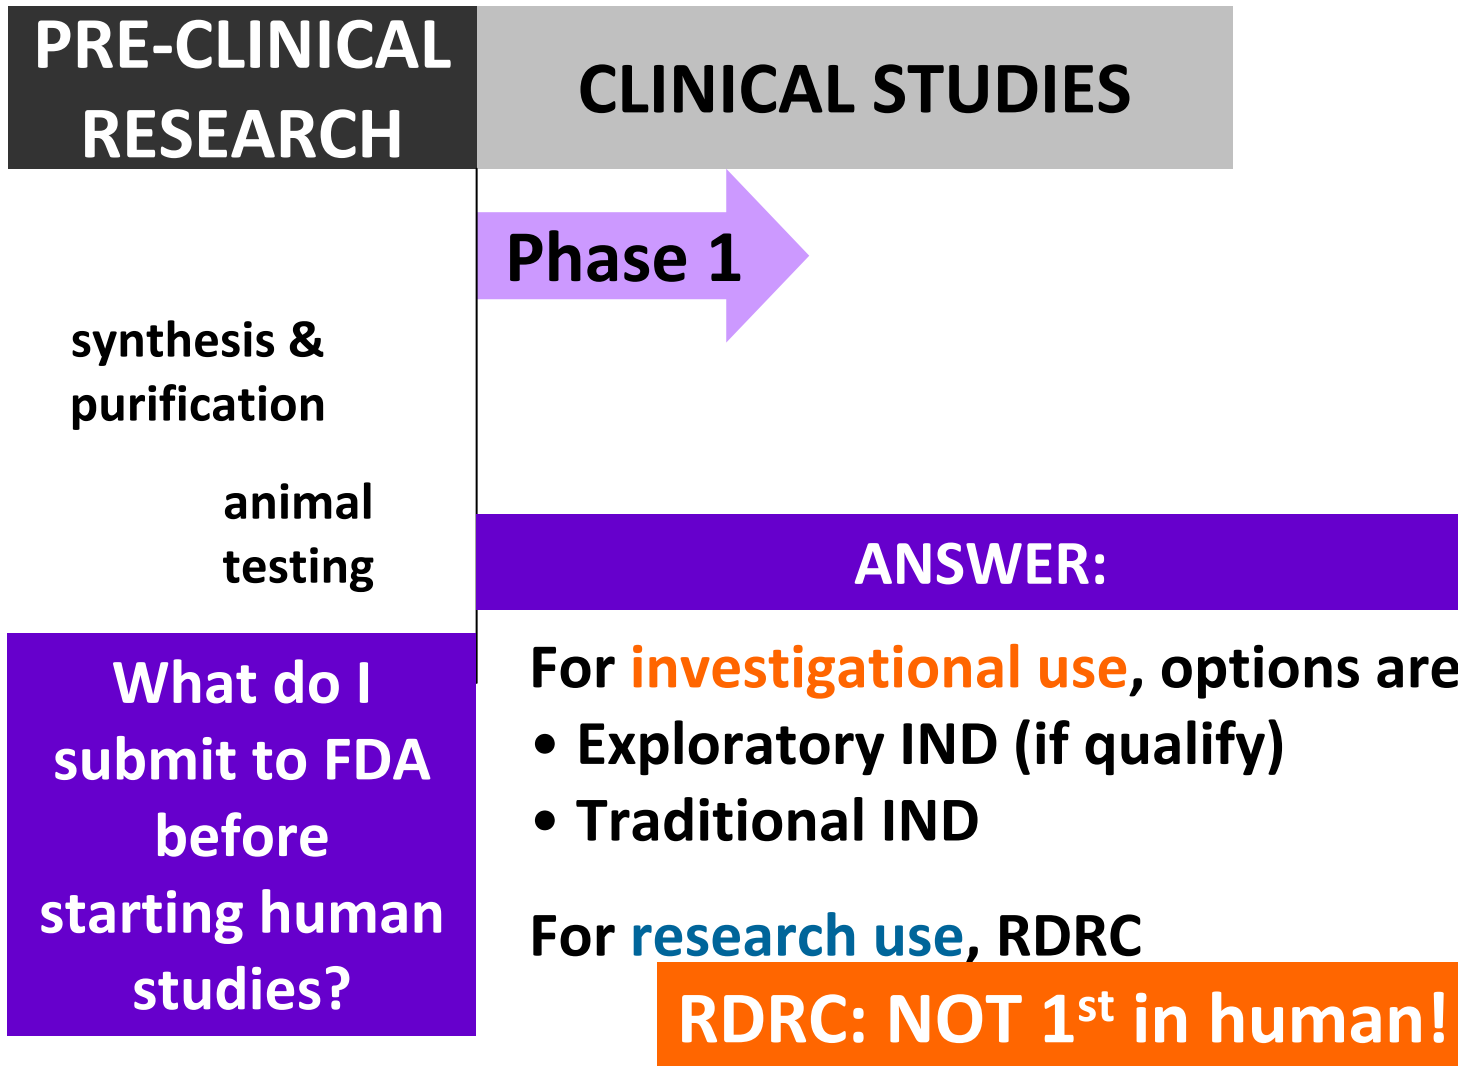 PRE-CLINICAL
RESEARCH
CLINICAL STUDIES
Phase 1
synthesis &
purification
animal
testing
What do I
submit to FDA
before
starting human
studies?
ANSWER:
For investigational use, options are
• Exploratory IND (if qualify)
• Traditional IND
For research use, RDRC
RDRC: NOT 1st in human!